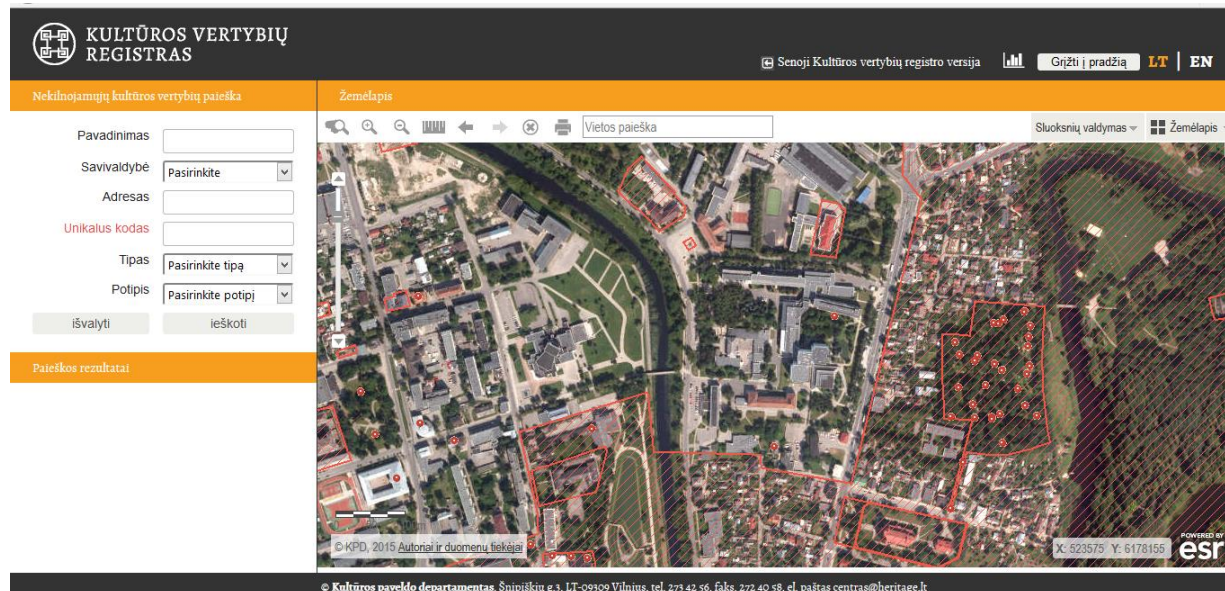 KULTŪROS VERTYBIŲ
REGISTRAS
Senoji Kultūros vertybių registro versija
Grįžti į pradžią
LT | EN
Nekilnojamųjų kultūros vertybių paieška
Žemėlapis
Pavadinimas
Savivaldybė
Pasirinkite
Adresas
Unikalus kodas
Tipas
Pasirinkite tipą
Potipis
Pasirinkite potipį
išvalyti
ieškoti
Paieškos rezultatai
Vietos paieška
Sluoksnių valdymas
Žemėlapis
© KPD, 2015 Autoriai ir duomenų tiekėjai
X: 523575 Y: 6178155
POWERED BY
esr
© Kultūros paveldo departamentas, Šnipiškių g.3, LT-09309 Vilnius, tel. 273 42 56, faks. 272 40 58, el. paštas centras@heritage.lt